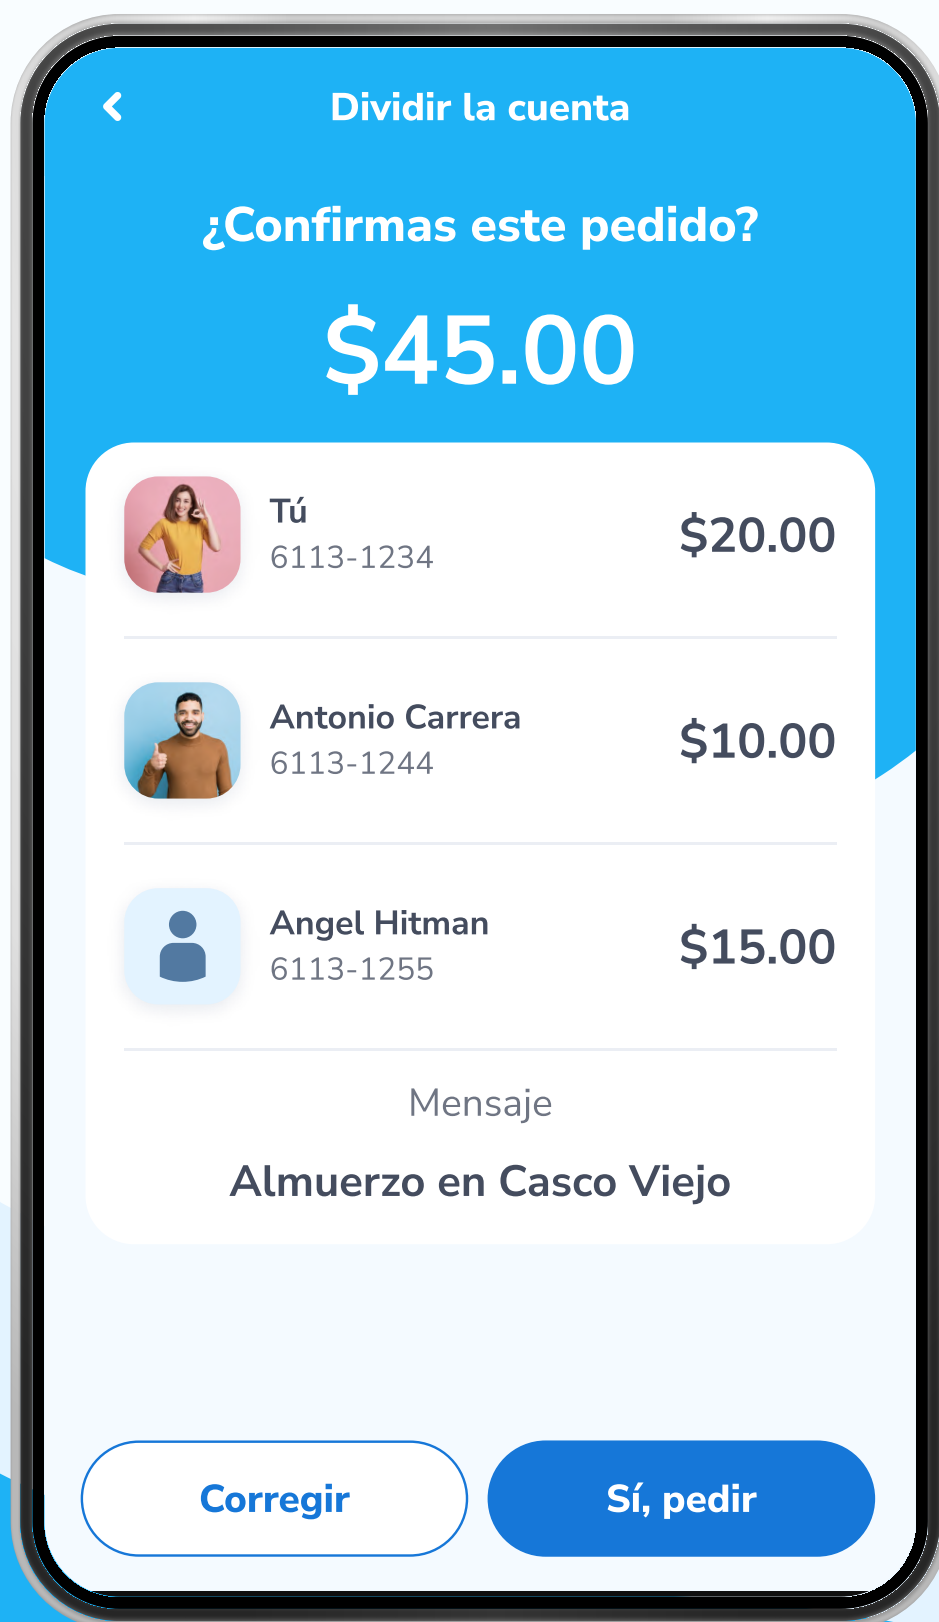 Dividir la cuenta
¿Confirmas este pedido?
$45.00
Tú
6113-1234
$20.00
Antonio Carrera
6113-1244
$10.00
Angel Hitman
6113-1255
$15.00
Mensaje
Almuerzo en Casco Viejo
Corregir
Sí, pedir